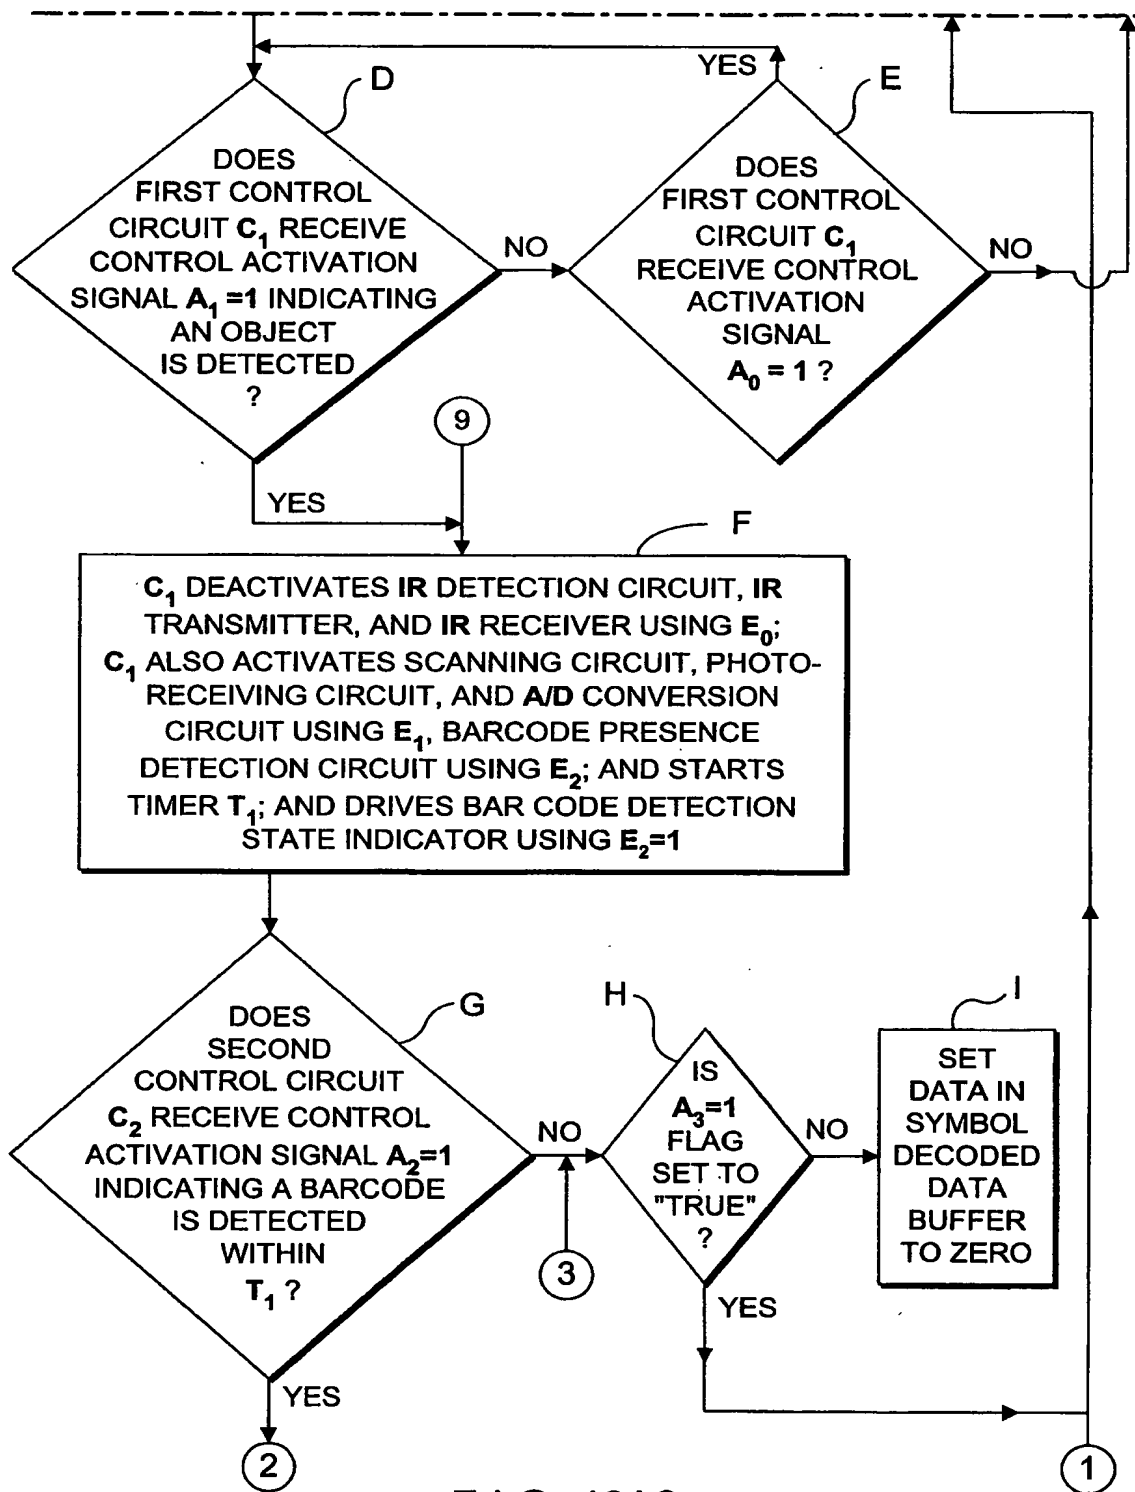 YES
D
E
DOES
FIRST CONTROL
CIRCUIT C1 RECEIVE
CONTROL ACTIVATION
SIGNAL A1 =1 INDICATING
AN OBJECT
IS DETECTED
?
NO
DOES
FIRST CONTROL
CIRCUIT C1
RECEIVE CONTROL
ACTIVATION
SIGNAL
A0 = 1 ?
NO
9
YES
F
C1 DEACTIVATES IR DETECTION CIRCUIT, IR
TRANSMITTER, AND IR RECEIVER USING E0;
C1 ALSO ACTIVATES SCANNING CIRCUIT, PHOTO-
RECEIVING CIRCUIT, AND A/D CONVERSION
CIRCUIT USING E1, BARCODE PRESENCE
DETECTION CIRCUIT USING E2; AND STARTS
TIMER T1; AND DRIVES BAR CODE DETECTION
STATE INDICATOR USING E2=1
G
DOES
SECOND
CONTROL CIRCUIT
C2 RECEIVE CONTROL
ACTIVATION SIGNAL A2=1
INDICATING A BARCODE
IS DETECTED
WITHIN
T1 ?
NO
3
H
IS
A3=1
FLAG
SET TO
"TRUE"
?
NO
I
SET
DATA IN
SYMBOL
DECODED
DATA
BUFFER
TO ZERO
YES
YES
2
1